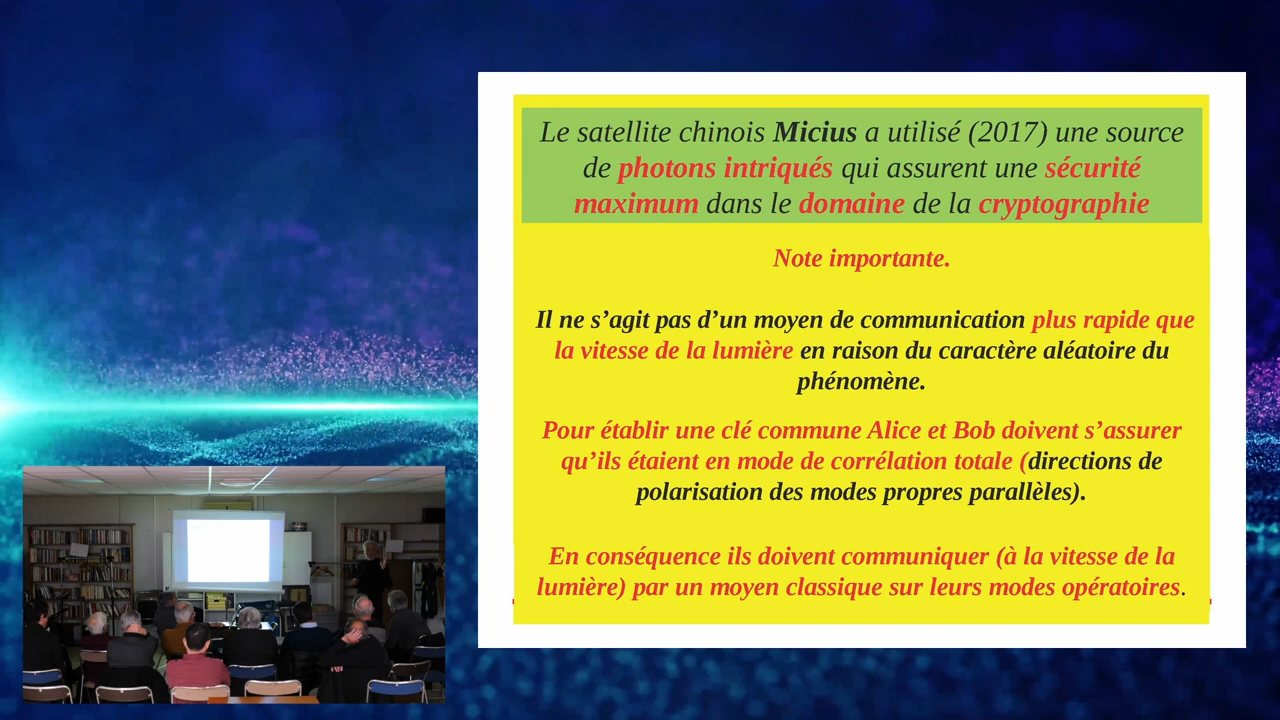 Le satellite chinois Micius a utilisé (2017) une source
de photons intriqués qui assurent une sécurité
maximum dans le domaine de la cryptographie
Note importante.
Il ne s’agit pas d’un moyen de communication plus rapide que
la vitesse de la lumière en raison du caractère aléatoire du
phénomène.
Pour établir une clé commune Alice et Bob doivent s’assurer
qu’ils étaient en mode de corrélation totale (directions de
polarisation des modes propres parallèles).
En conséquence ils doivent communiquer (à la vitesse de la
lumière) par un moyen classique sur leurs modes opératoires.